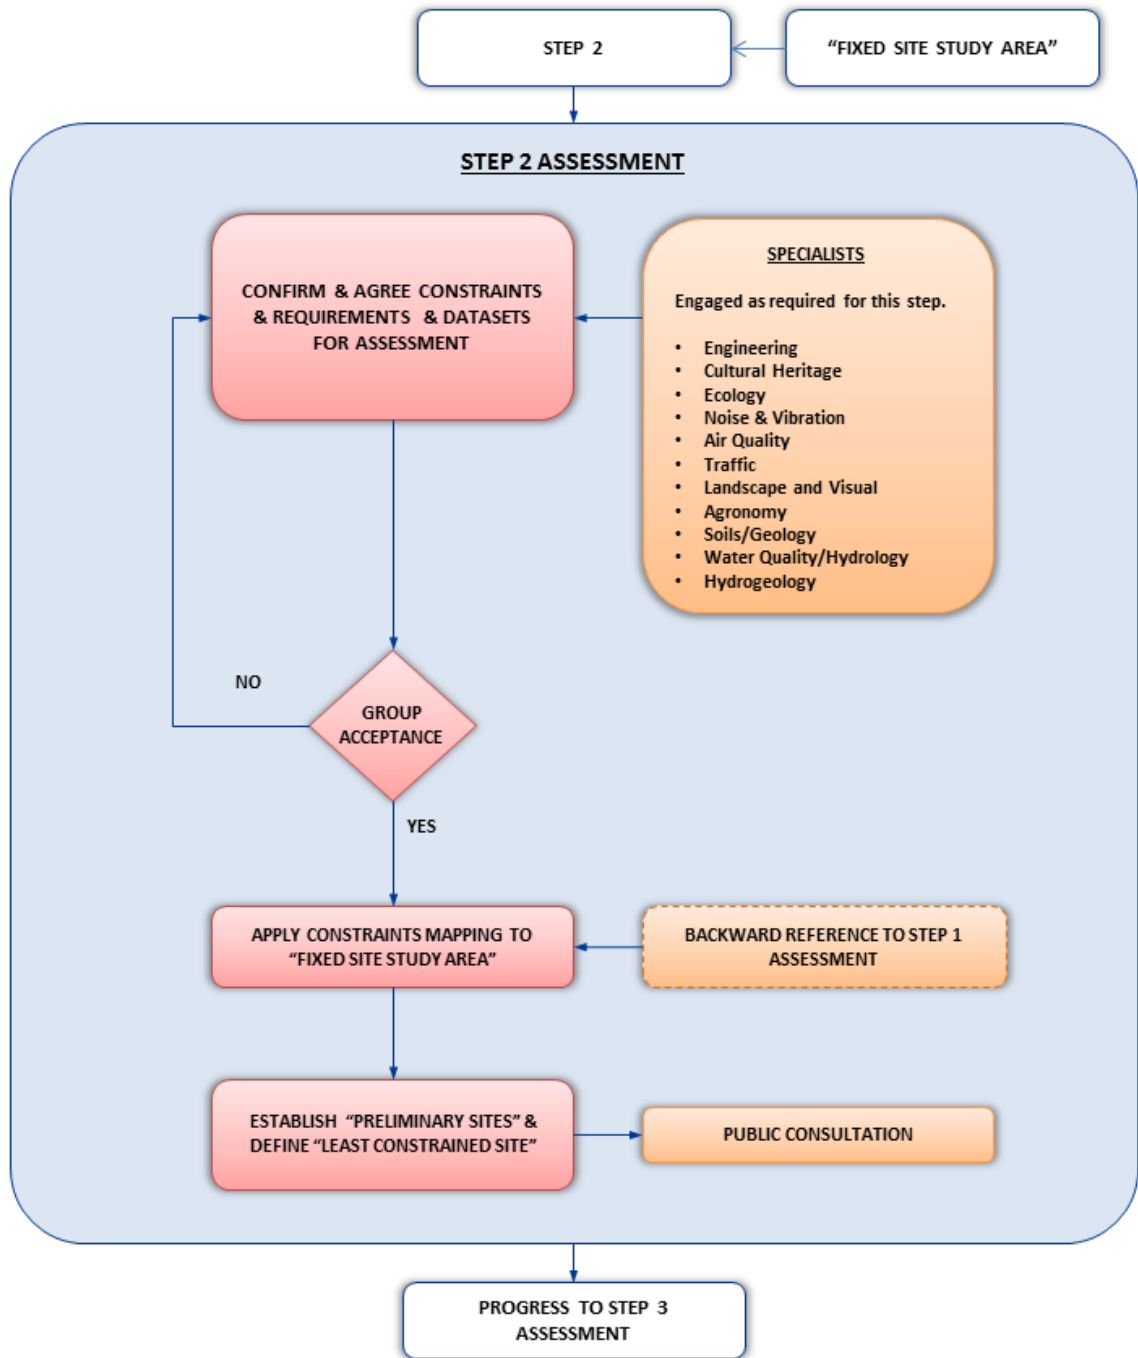 STEP 2
“FIXED SITE STUDY AREA”
STEP 2 ASSESSMENT
CONFIRM & AGREE CONSTRAINTS
& REQUIREMENTS & DATASETS
FOR ASSESSMENT
SPECIALISTS
Engaged as required for this step.
• Engineering
• Cultural Heritage
• Ecology
• Noise & Vibration
• Air Quality
• Traffic
• Landscape and Visual
• Agronomy
• Soils/Geology
• Water Quality/Hydrology
• Hydrogeology
NO
GROUP
ACCEPTANCE
YES
APPLY CONSTRAINTS MAPPING TO
“FIXED SITE STUDY AREA”
BACKWARD REFERENCE TO STEP 1
ASSESSMENT
ESTABLISH “PRELIMINARY SITES” &
DEFINE “LEAST CONSTRAINED SITE”
PUBLIC CONSULTATION
PROGRESS TO STEP 3
ASSESSMENT